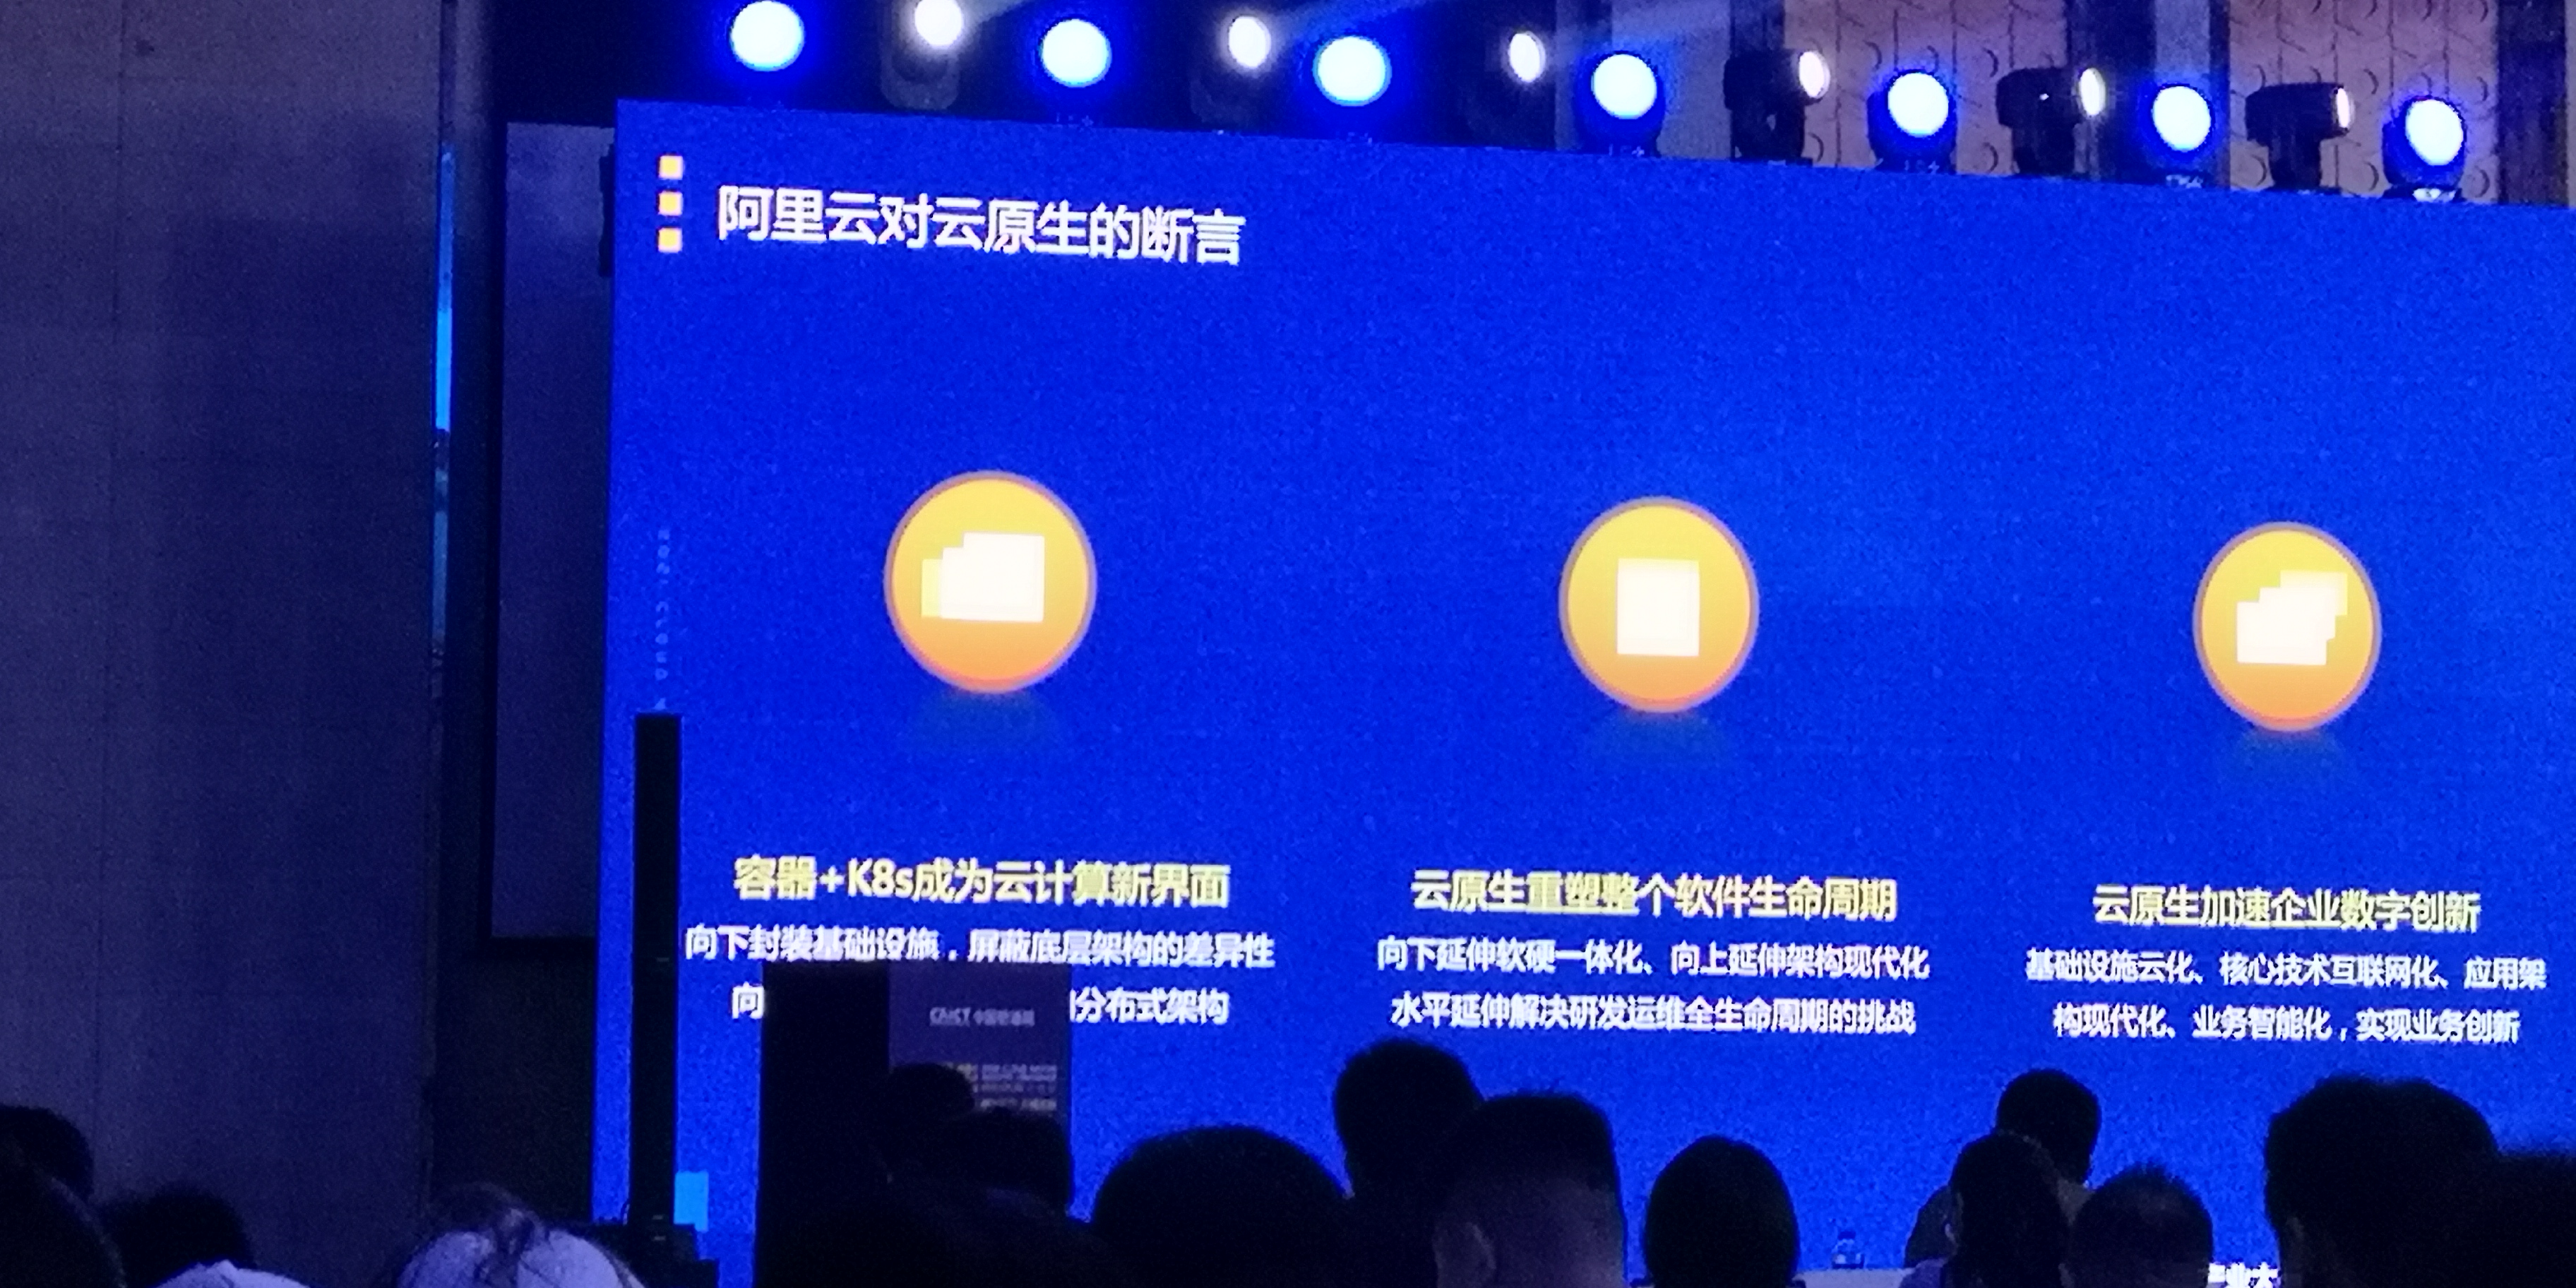 阿里云对云原生的断言
容器+K8s成为云计算新界面
向下封装基础设施，屏蔽底层架构的差异性
向
分布式架构
云原生重塑整个软件生命周期
向下延伸软硬一体化、向上延伸架构现代化
水平延伸解决研发运维全生命周期的挑战
云原生加速企业数字创新
基础设施云化、核心技术互联网化、应用架
构现代化、业务智能化，实现业务创新
CAICT 中国信通院